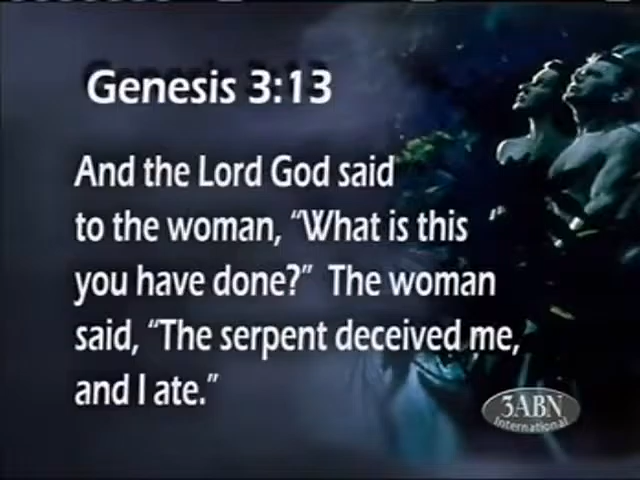 Genesis 3:13
And the Lord God said
to the woman, “What is this
you have done?” The woman
said, “The serpent deceived me,
and I ate.”
3ABN
International